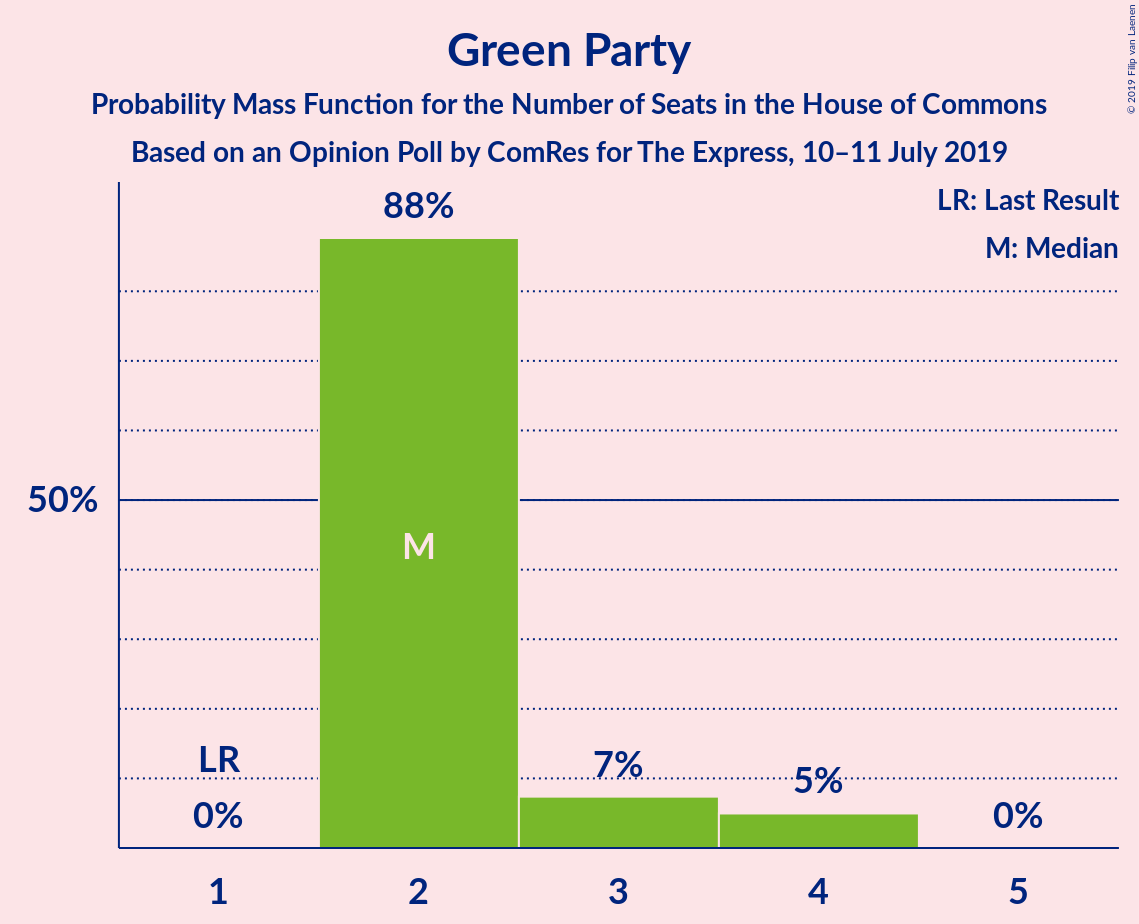 Green Party
Probability Mass Function for the Number of Seats in the House of Commons
Based on an Opinion Poll by ComRes for The Express, 10–11 July 2019
© 2019 Filip van Laenen
LR: Last Result
M: Median
88%
50%
M
LR
0%
7%
5%
0%
1
2
3
4
5